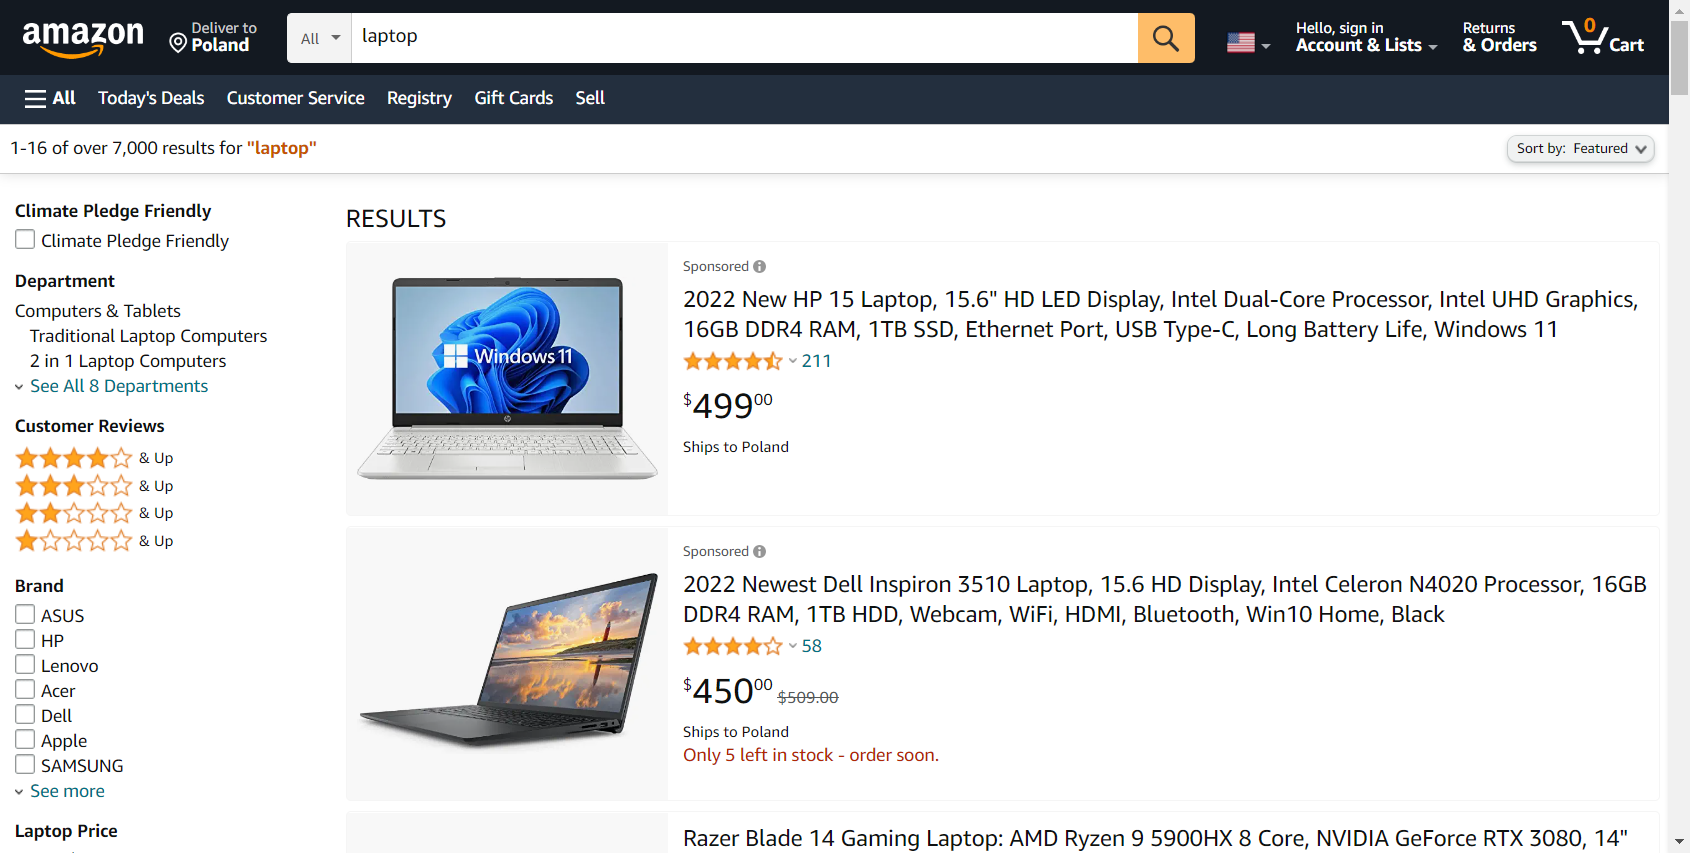 amazon
Deliver to
Poland
All
laptop
Hello, sign in
Account & Lists
Returns
& Orders
0
Cart
All
Today's Deals
Customer Service
Registry
Gift Cards
Sell
1-16 of over 7,000 results for "laptop"
Sort by: Featured
Climate Pledge Friendly
Climate Pledge Friendly
Department
Computers & Tablets
Traditional Laptop Computers
2 in 1 Laptop Computers
See All 8 Departments
Customer Reviews
& Up
& Up
& Up
& Up
Brand
ASUS
HP
Lenovo
Acer
Dell
Apple
SAMSUNG
See more
Laptop Price
RESULTS
Windows 11
Sponsored
2022 New HP 15 Laptop, 15.6" HD LED Display, Intel Dual-Core Processor, Intel UHD Graphics,
16GB DDR4 RAM, 1TB SSD, Ethernet Port, USB Type-C, Long Battery Life, Windows 11
211
$49900
Ships to Poland
Sponsored
2022 Newest Dell Inspiron 3510 Laptop, 15.6 HD Display, Intel Celeron N4020 Processor, 16GB
DDR4 RAM, 1TB HDD, Webcam, WiFi, HDMI, Bluetooth, Win10 Home, Black
58
$45000 $509.00
Ships to Poland
Only 5 left in stock - order soon.
Razer Blade 14 Gaming Laptop: AMD Ryzen 9 5900HX 8 Core, NVIDIA GeForce RTX 3080, 14"